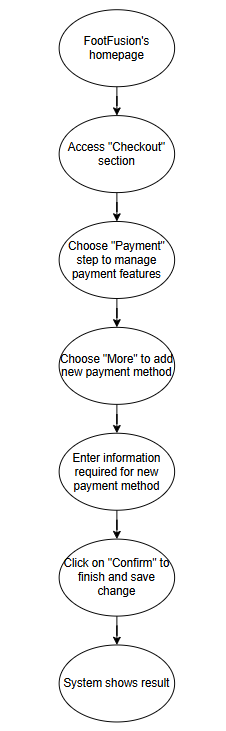 FootFusion's
homepage
Access "Checkout"
section
Choose "Payment"
step to manage
payment features
Choose "More" to add
new payment method
Enter information
required for new
payment method
Click on "Confirm" to
finish and save
change
System shows result